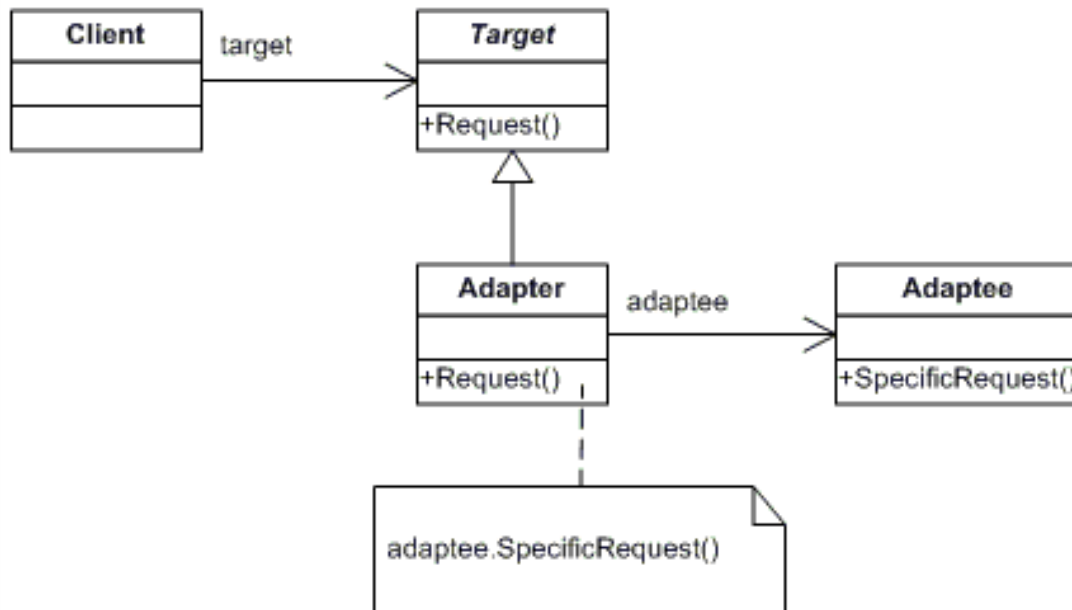 Client
target
Target
+Request()
Adapter
adaptee
Adaptee
+Request()
+SpecificRequest()
adaptee.SpecificRequest()